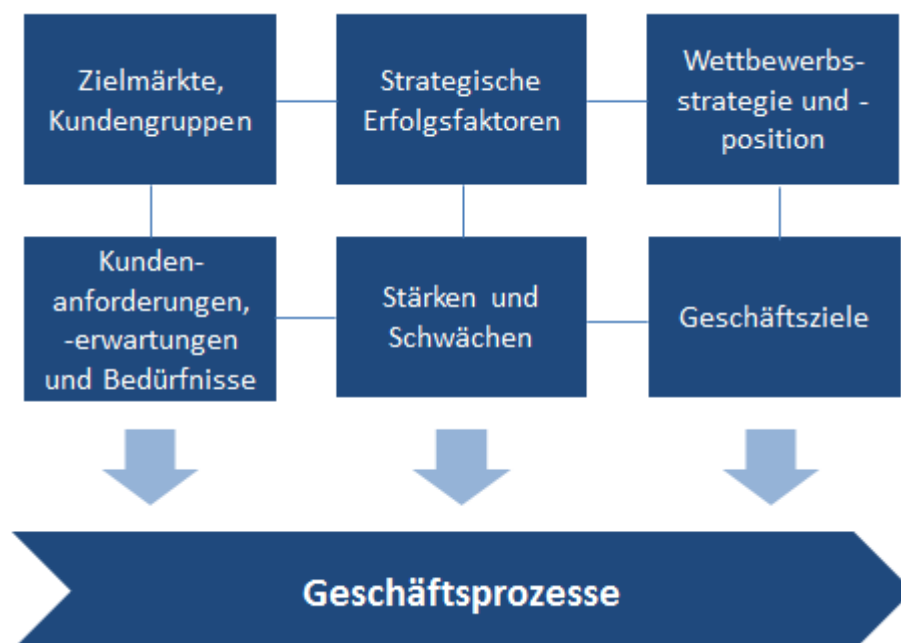 Zielmärkte,
Kundengruppen
Strategische
Erfolgsfaktoren
Wettbewerbs-
strategie und -
position
Kunden-
anforderungen,
-erwartungen
und Bedürfnisse
Stärken und
Schwächen
Geschäftsziele
Geschäftsprozesse